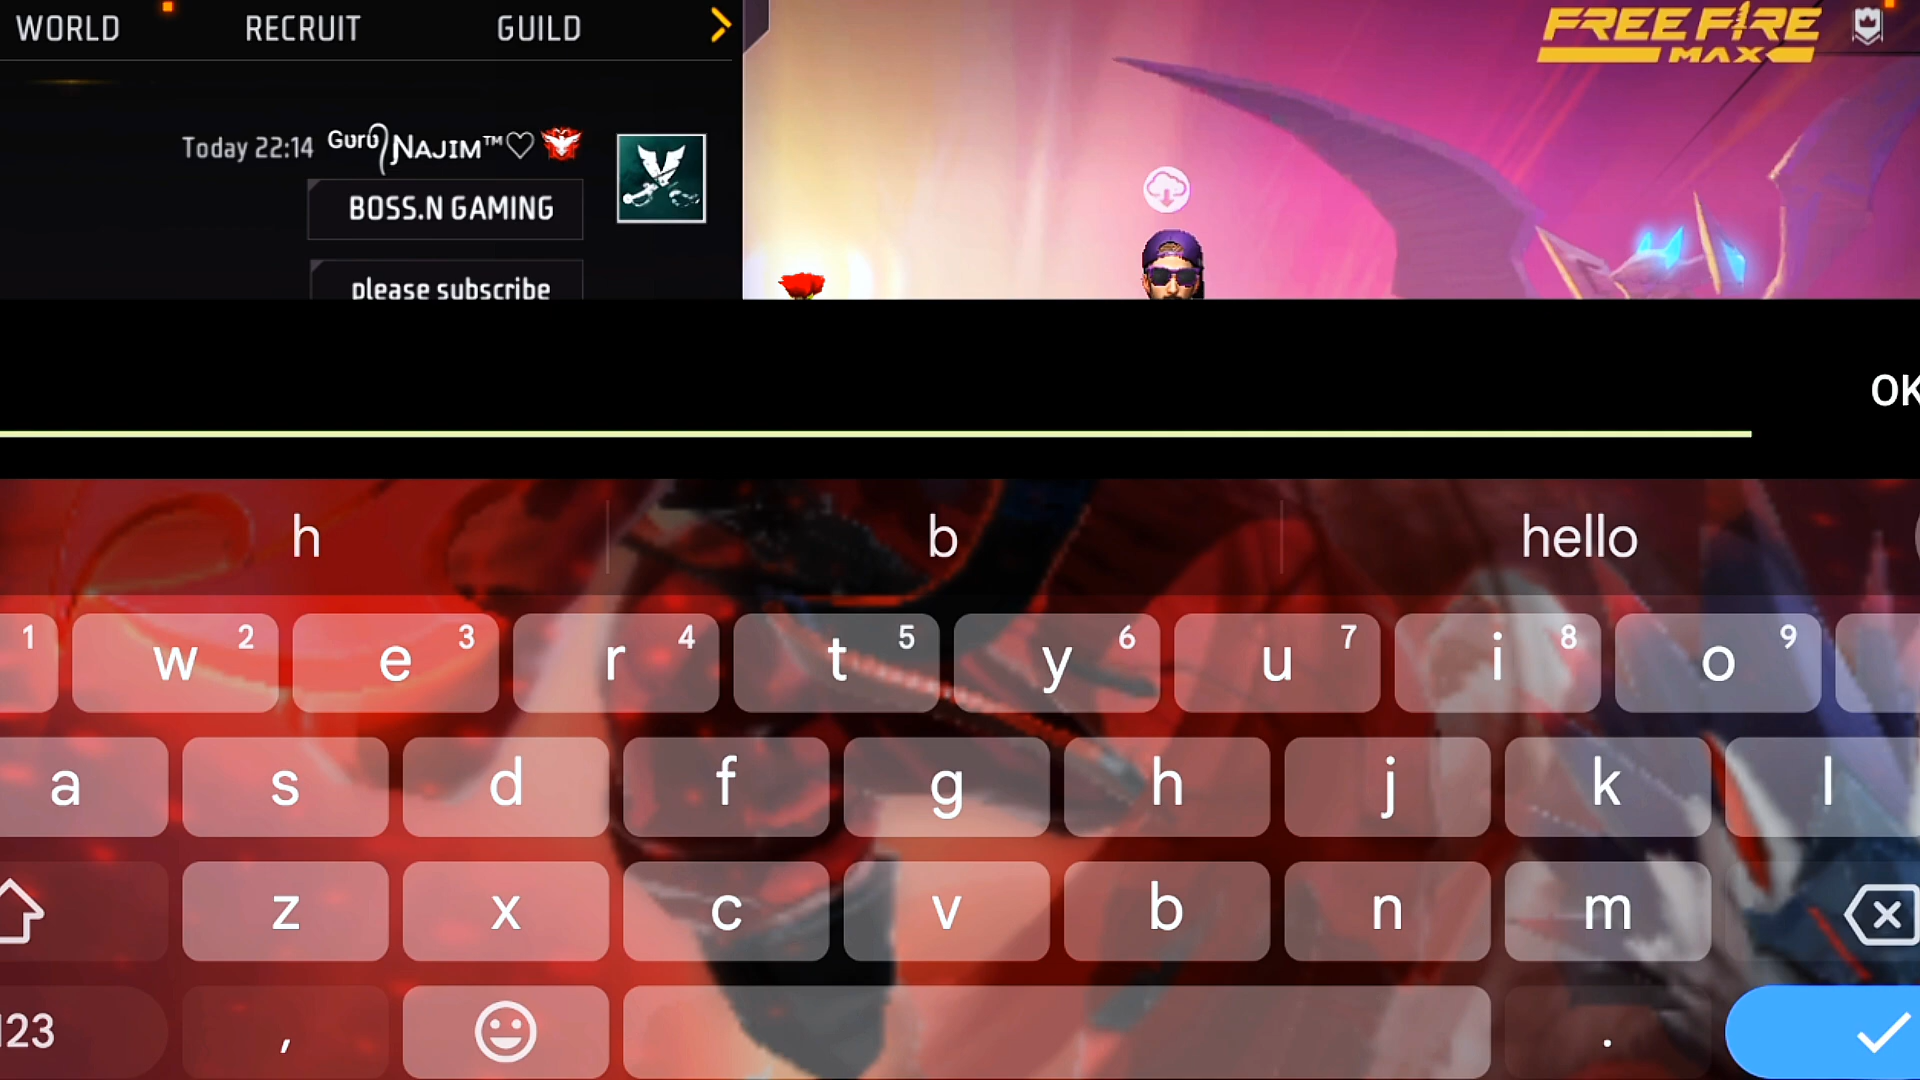 WORLD RECRUIT GUILD
FREE FIRE
MAX
Today 22:14 Guru NAJIM™♡
BOSS.N GAMING
please subscribe
OK
h b hello
1 w 2 e 3 r 4 t 5 y 6 u 7 i 8 o 9
a s d f g h j k l
z x c v b n m
123 , .